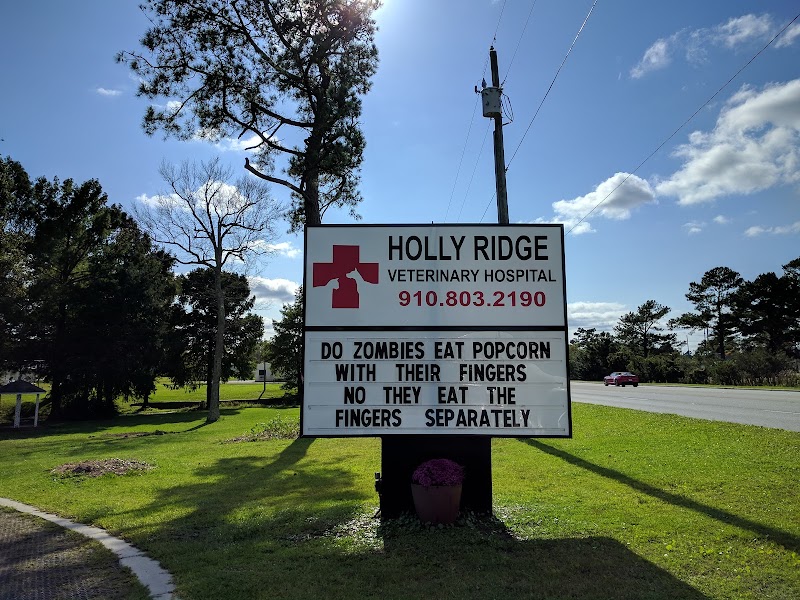 HOLLY RIDGE
VETERINARY HOSPITAL
910.803.2190
DO ZOMBIES EAT POPCORN
WITH THEIR FINGERS
NO THEY EAT THE
FINGERS SEPARATELY